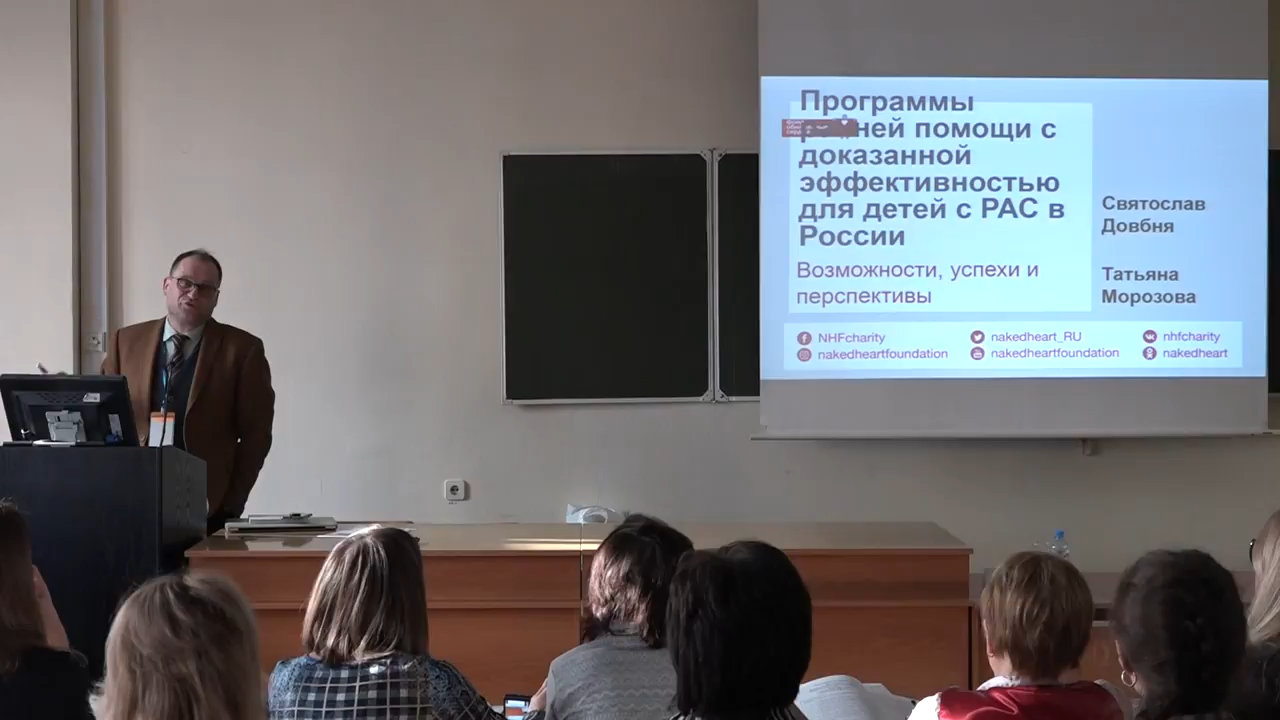 Программы
ранней помощи с
доказанной
эффективностью
для детей с РАС в
России
Возможности, успехи и
перспективы
Святослав
Довбня
Татьяна
Морозова
NHFcharity
nakedheart_RU
nhfcharity
nakedheartfoundation
nakedheartfoundation
nakedheart